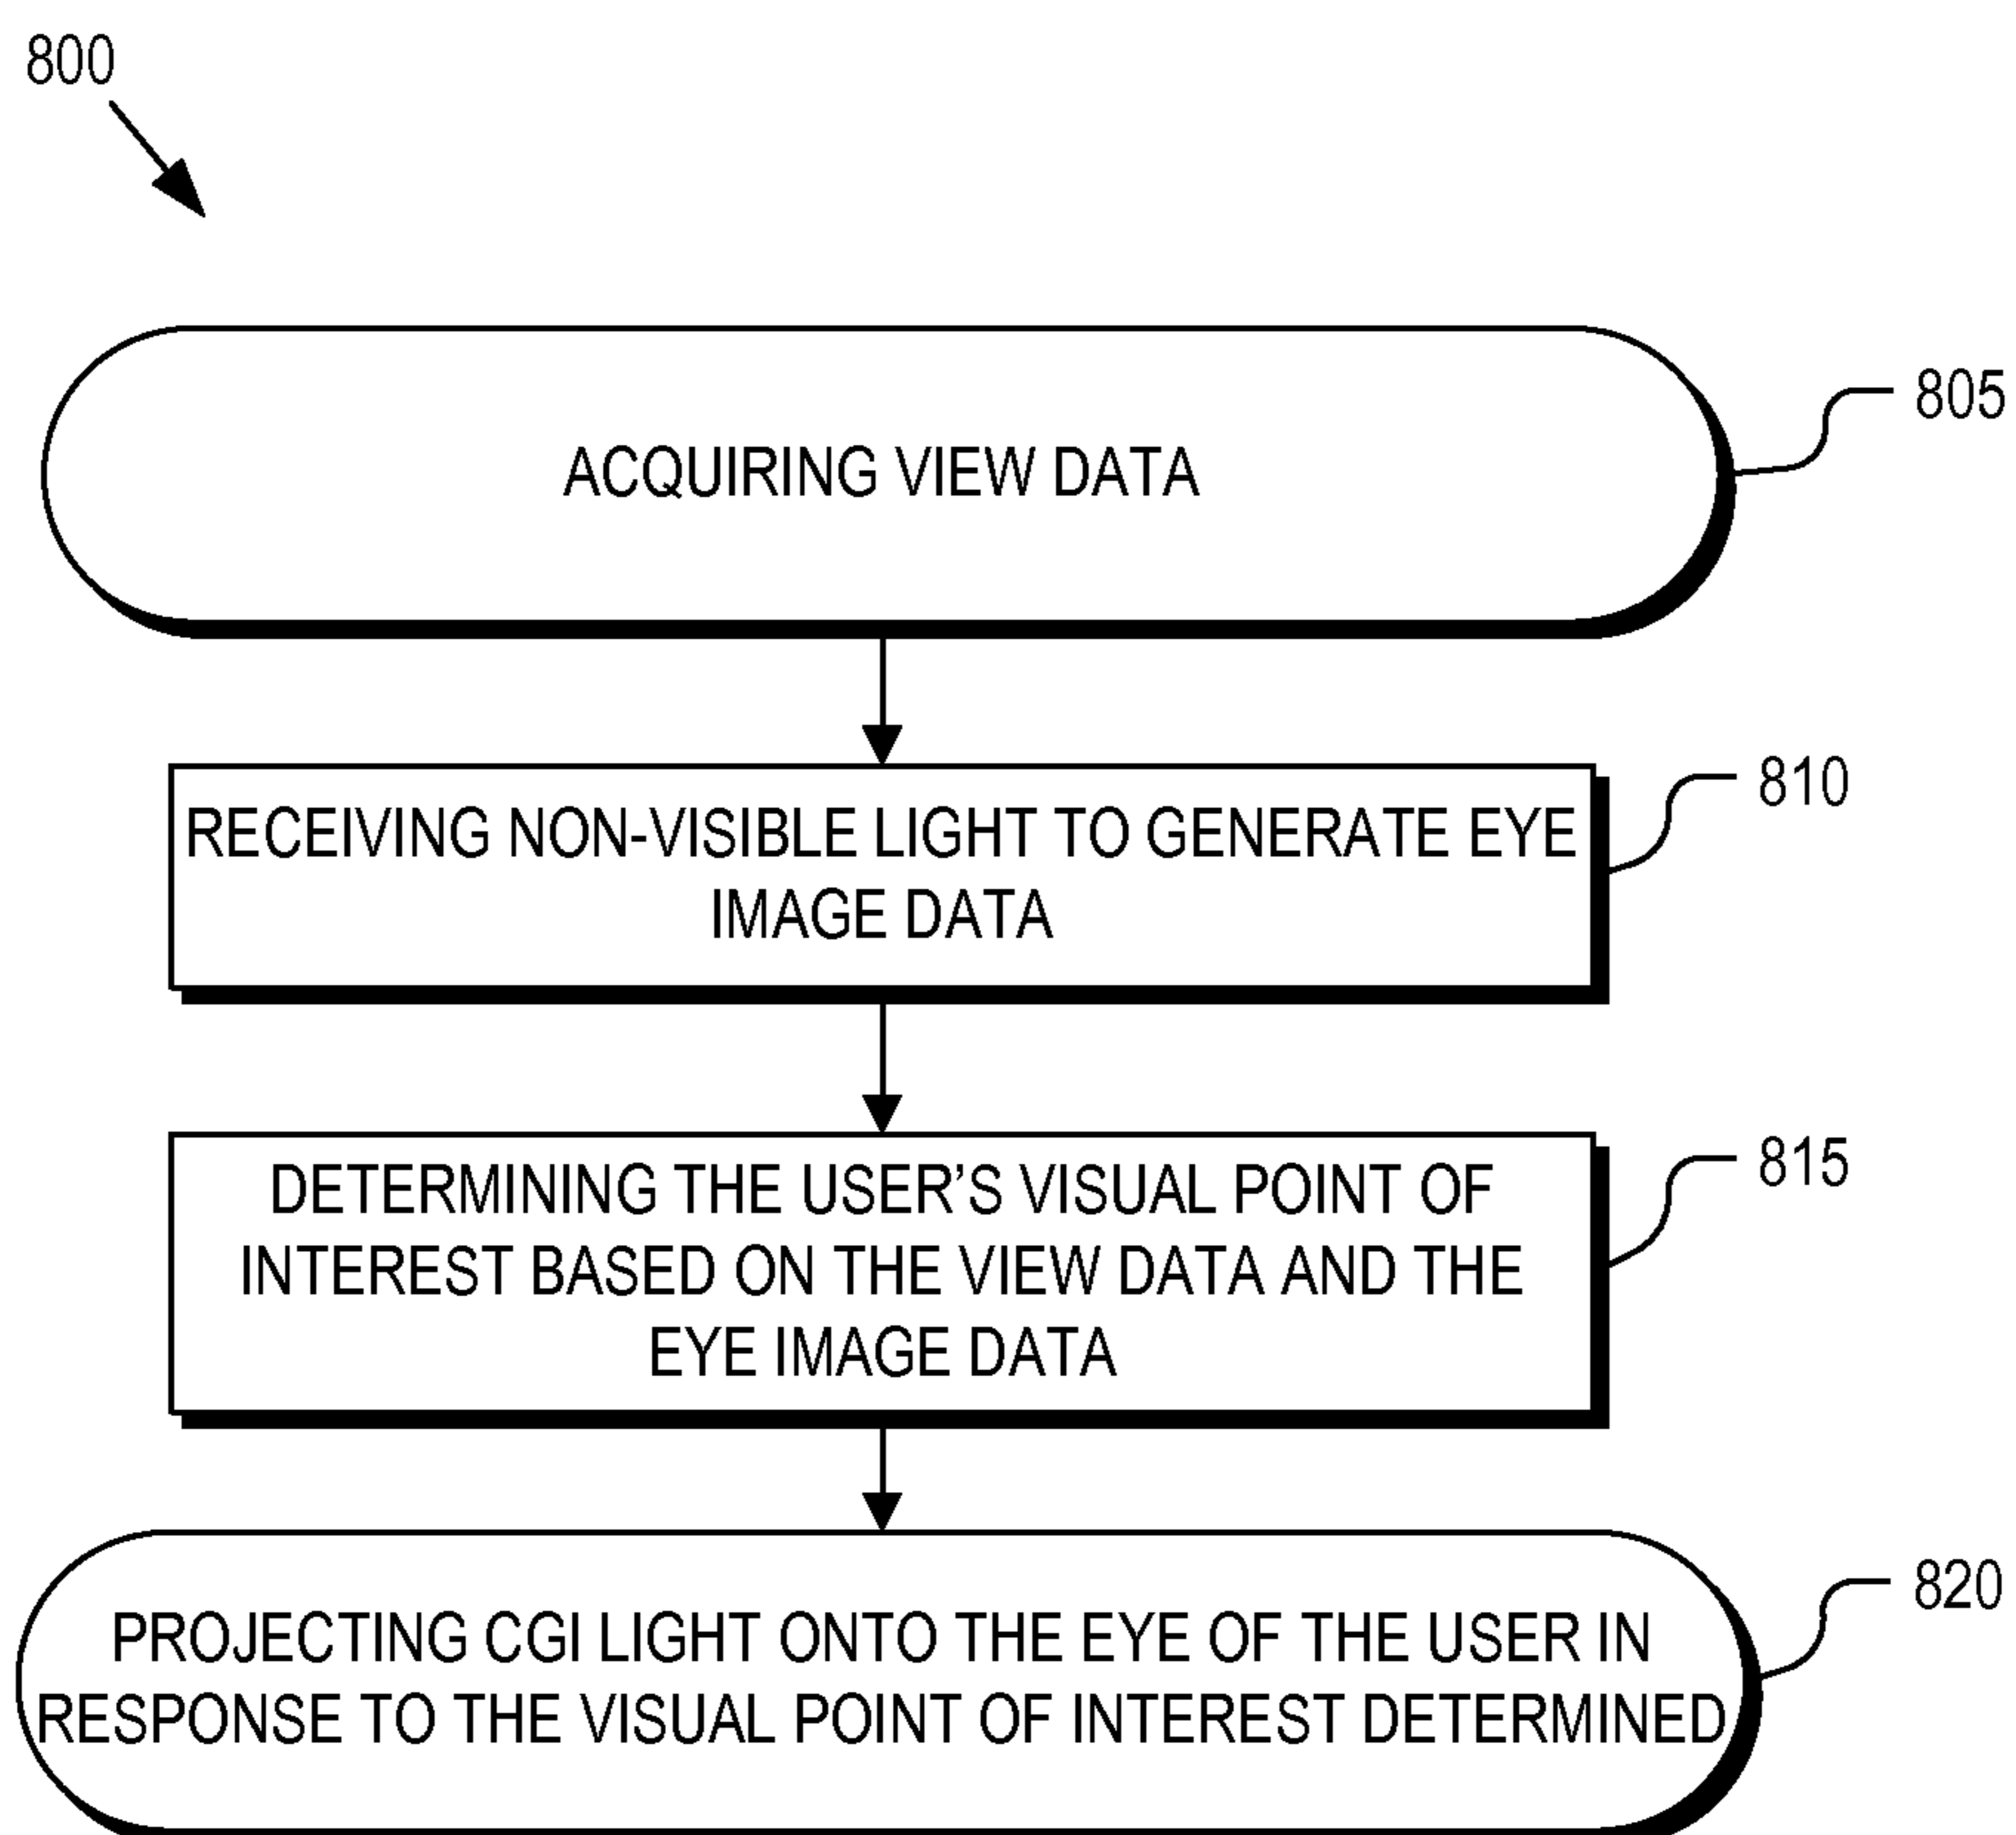 800
ACQUIRING VIEW DATA
805
RECEIVING NON-VISIBLE LIGHT TO GENERATE EYE
IMAGE DATA
810
DETERMINING THE USER’S VISUAL POINT OF
INTEREST BASED ON THE VIEW DATA AND THE
EYE IMAGE DATA
815
PROJECTING CGI LIGHT ONTO THE EYE OF THE USER IN
RESPONSE TO THE VISUAL POINT OF INTEREST DETERMINED
820